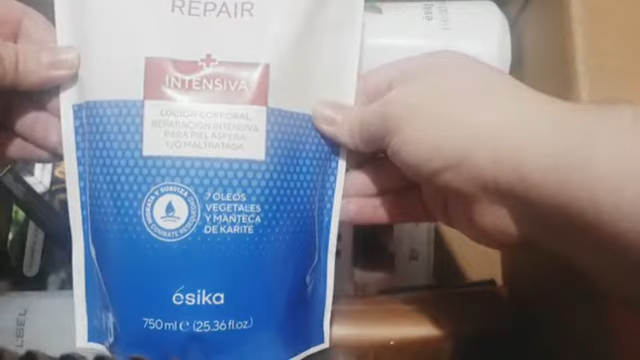 REPAIR
INTENSIVA
LOCIÓN CORPORAL
REPARACIÓN INTENSIVA
PARA PIEL ÁSPERA
Y/O MALTRATADA
7 ÓLEOS
VEGETALES
Y MANTECA
DE KARITÉ
ésika
750 ml e (25.36 fl.oz.)
L'BEL